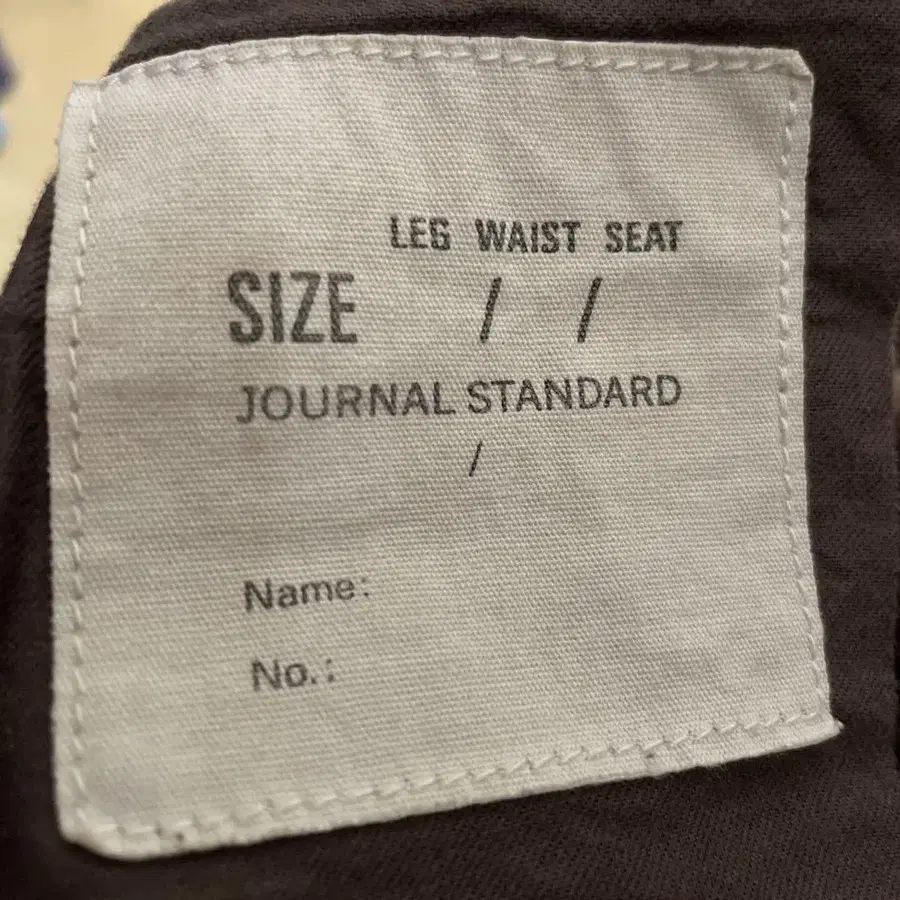 LEG WAIST SEAT
SIZE / /
JOURNAL STANDARD
/
Name:
No.: